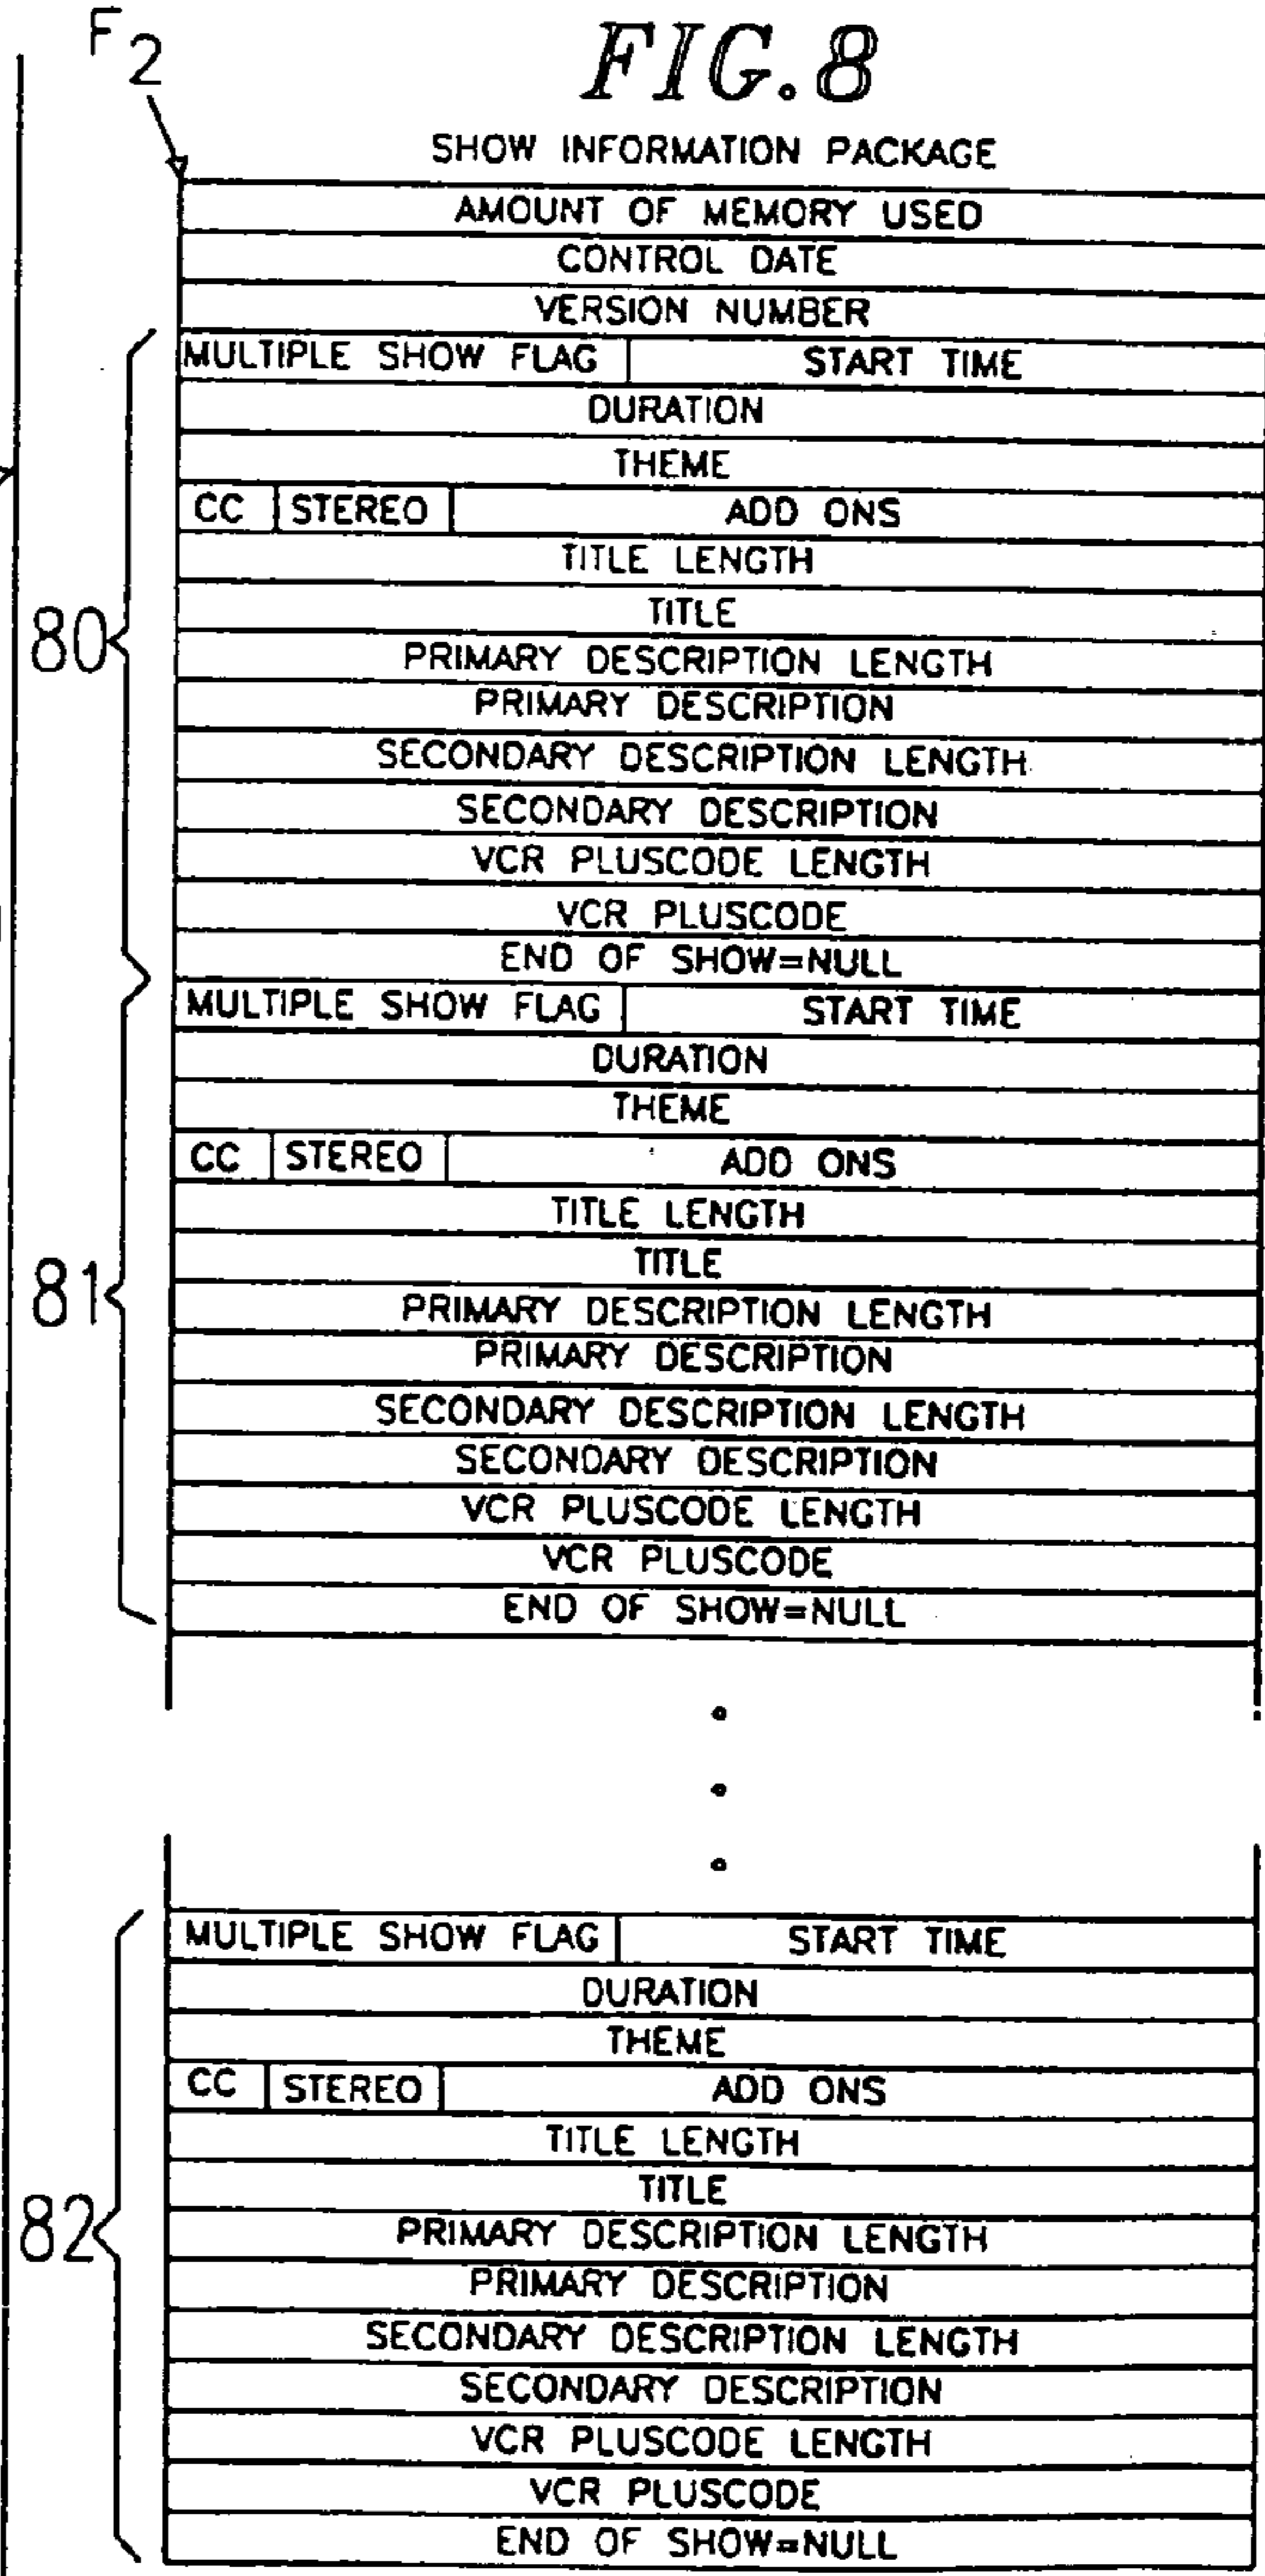 F2
FIG. 8
SHOW INFORMATION PACKAGE
AMOUNT OF MEMORY USED
CONTROL DATE
VERSION NUMBER
80
MULTIPLE SHOW FLAG START TIME
DURATION
THEME
CC STEREO ADD ONS
TITLE LENGTH
TITLE
PRIMARY DESCRIPTION LENGTH
PRIMARY DESCRIPTION
SECONDARY DESCRIPTION LENGTH
SECONDARY DESCRIPTION
VCR PLUSCODE LENGTH
VCR PLUSCODE
END OF SHOW=NULL
81
MULTIPLE SHOW FLAG START TIME
DURATION
THEME
CC STEREO ADD ONS
TITLE LENGTH
TITLE
PRIMARY DESCRIPTION LENGTH
PRIMARY DESCRIPTION
SECONDARY DESCRIPTION LENGTH
SECONDARY DESCRIPTION
VCR PLUSCODE LENGTH
VCR PLUSCODE
END OF SHOW=NULL
82
MULTIPLE SHOW FLAG START TIME
DURATION
THEME
CC STEREO ADD ONS
TITLE LENGTH
TITLE
PRIMARY DESCRIPTION LENGTH
PRIMARY DESCRIPTION
SECONDARY DESCRIPTION LENGTH
SECONDARY DESCRIPTION
VCR PLUSCODE LENGTH
VCR PLUSCODE
END OF SHOW=NULL